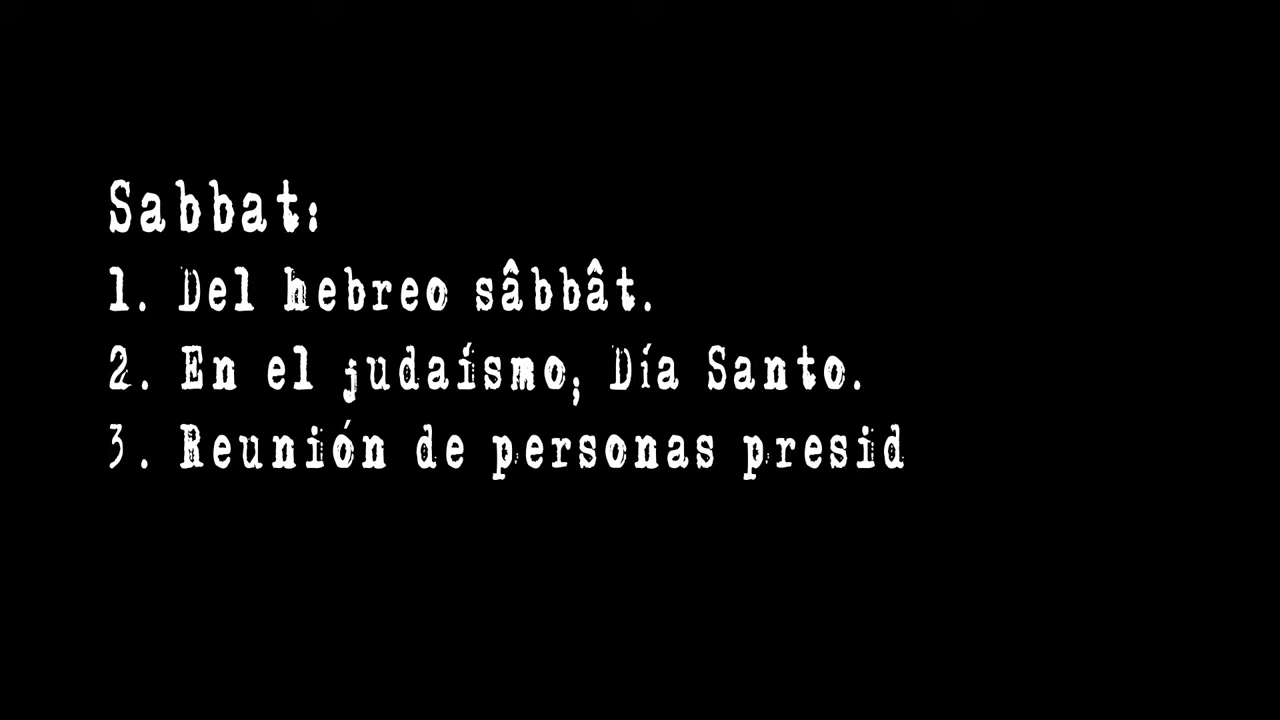 Sabbat:
1. Del hebreo sâbbât.
2. En el judaísmo, Día Santo.
3. Reunión de personas presid